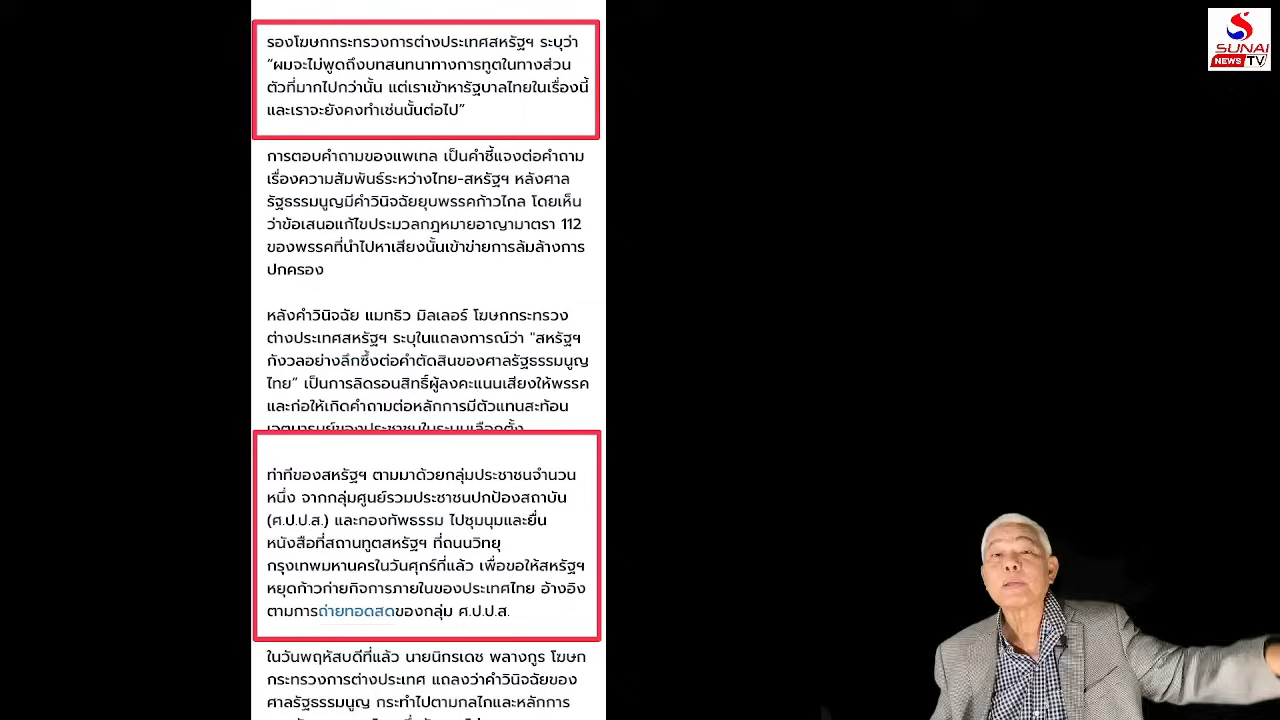 รองโฆษกกระทรวงการต่างประเทศสหรัฐฯ ระบุว่า
“ผมจะไม่พูดถึงบทสนทนาทางการทูตในทางส่วน
ตัวที่มากไปกว่านั้น แต่เราเข้าหารัฐบาลไทยในเรื่องนี้
และเราจะยังคงทำเช่นนั้นต่อไป”
การตอบคำถามของแพเทล เป็นคำชี้แจงต่อคำถาม
เรื่องความสัมพันธ์ระหว่างไทย-สหรัฐฯ หลังศาล
รัฐธรรมนูญมีคำวินิจฉัยยุบพรรคก้าวไกล โดยเห็น
ว่าข้อเสนอแก้ไขประมวลกฎหมายอาญามาตรา 112
ของพรรคที่นำไปหาเสียงนั้นเข้าข่ายการล้มล้างการ
ปกครอง
หลังคำวินิจฉัย แมทธิว มิลเลอร์ โฆษกกระทรวง
ต่างประเทศสหรัฐฯ ระบุในแถลงการณ์ว่า "สหรัฐฯ
กังวลอย่างลึกซึ้งต่อคำตัดสินของศาลรัฐธรรมนูญ
ไทย” เป็นการลิดรอนสิทธิ์ผู้ลงคะแนนเสียงให้พรรค
และก่อให้เกิดคำถามต่อหลักการมีตัวแทนสะท้อน
เจตนารมย์ของประชาชนในระบบเลือกตั้ง
ท่าทีของสหรัฐฯ ตามมาด้วยกลุ่มประชาชนจำนวน
หนึ่ง จากกลุ่มศูนย์รวมประชาชนปกป้องสถาบัน
(ศ.ป.ป.ส.) และกองทัพธรรม ไปชุมนุมและยื่น
หนังสือที่สถานทูตสหรัฐฯ ที่ถนนวิทยุ
กรุงเทพมหานครในวันศุกร์ที่แล้ว เพื่อขอให้สหรัฐฯ
หยุดก้าวก่ายกิจการภายในของประเทศไทย อ้างอิง
ตามการถ่ายทอดสดของกลุ่ม ศ.ป.ป.ส.
ในวันพฤหัสบดีที่แล้ว นายนิกรเดช พลางกูร โฆษก
กระทรวงการต่างประเทศ แถลงว่าคำวินิจฉัยของ
ศาลรัฐธรรมนูญ กระทำไปตามกลไกและหลักการ
SUNAI
NEWS TV